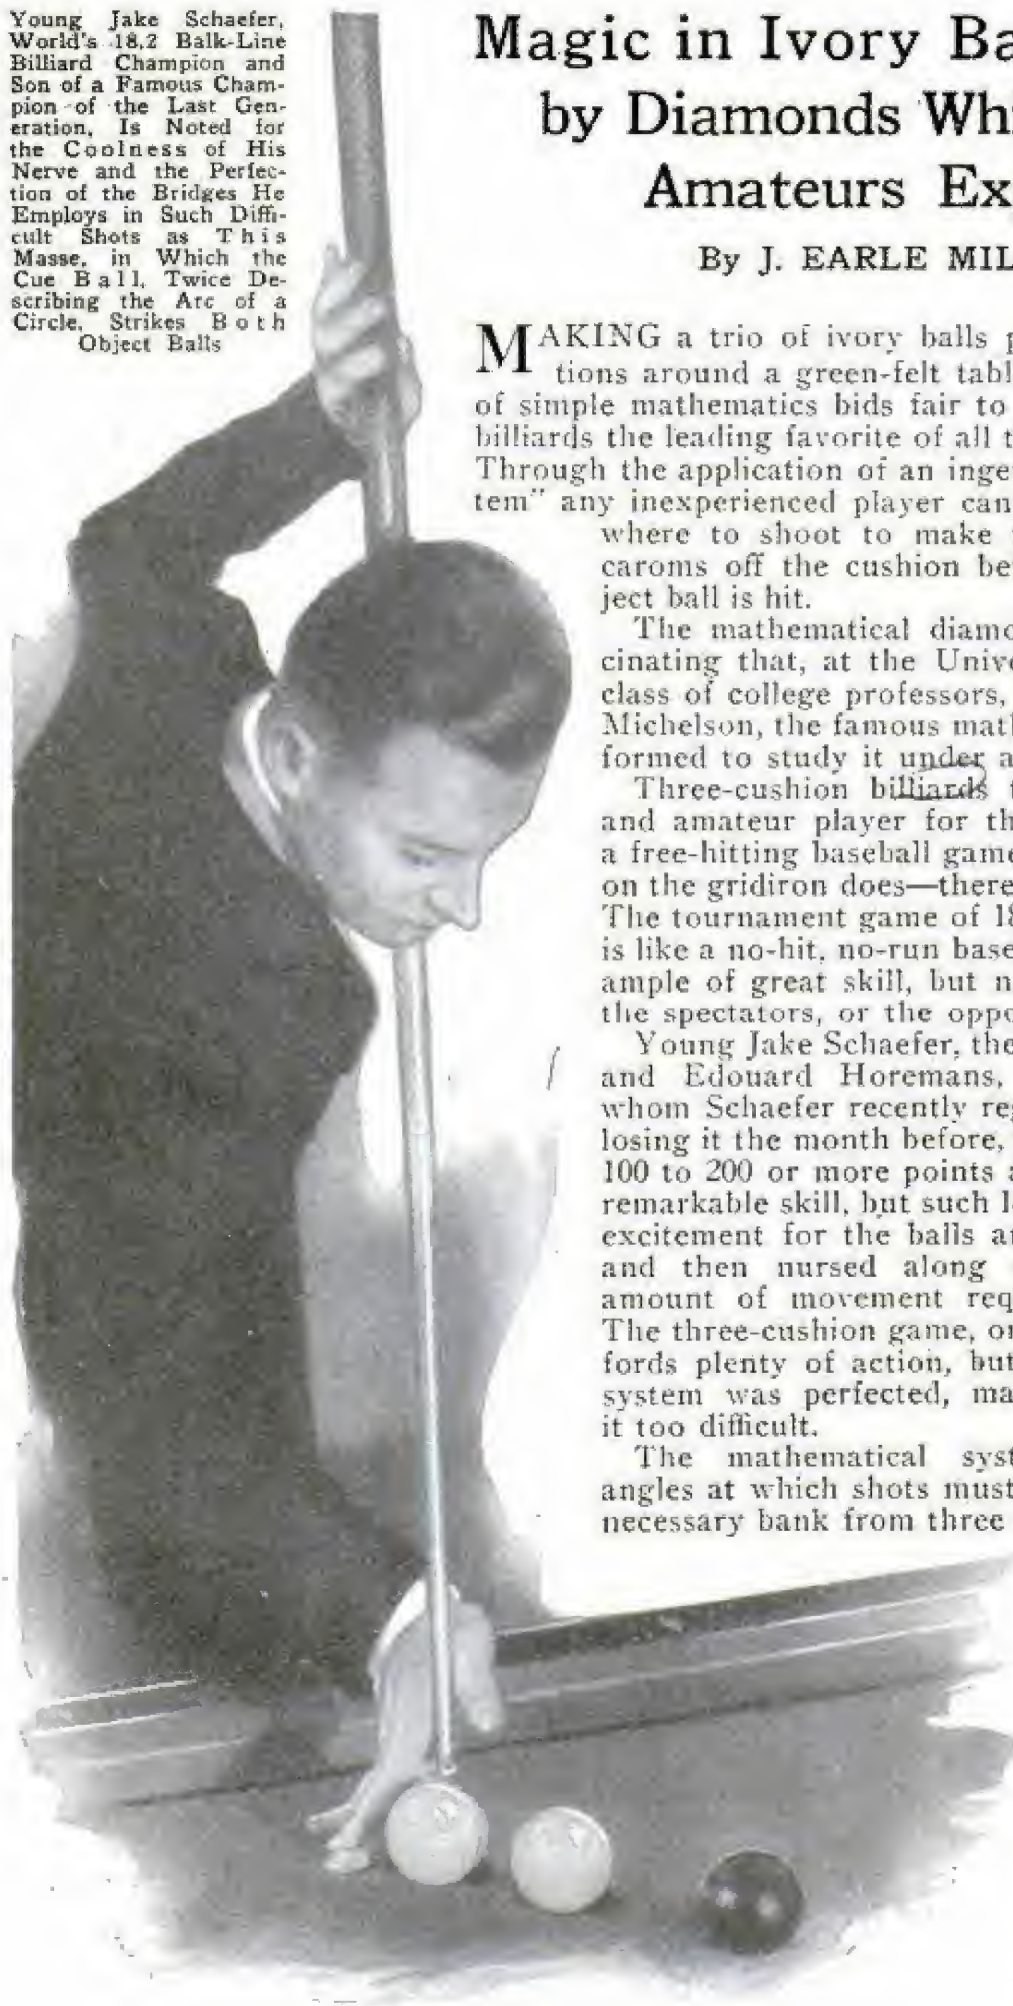 Young Jake Schaefer,
World's 18.2 Balk-Line
Billiard Champion and
Son of a Famous Cham-
pion of the Last Gen-
eration, Is Noted for
the Coolness of His
Nerve and the Perfec-
tion of the Bridges He
Employs in Such Diffi-
cult Shots as This
Masse, in Which the
Cue Ball, Twice De-
scribing the Arc of a
Circle, Strikes Both
Object Balls
Magic in Ivory Ba
by Diamonds Whi
Amateurs Ex
By J. EARLE MIL
MAKING a trio of ivory balls p
tions around a green-felt tabl
of simple mathematics bids fair to
billiards the leading favorite of all t
Through the application of an inge
tem" any inexperienced player can
where to shoot to make
caroms off the cushion be
ject ball is hit.
The mathematical diamo
cinating that, at the Unive
class of college professors,
Michelson, the famous mat
formed to study it under a
Three-cushion billiards t
and amateur player for th
a free-hitting baseball game
on the gridiron does—there
The tournament game of 18
is like a no-hit, no-run base
ample of great skill, but n
the spectators, or the oppo
Young Jake Schaefer, the
and Edouard Horemans,
whom Schaefer recently reg
losing it the month before,
100 to 200 or more points a
remarkable skill, but such l
excitement for the balls ar
and then nursed along
amount of movement req
The three-cushion game, or
fords plenty of action, but
system was perfected, ma
it too difficult.
The mathematical syst
angles at which shots must
necessary bank from three